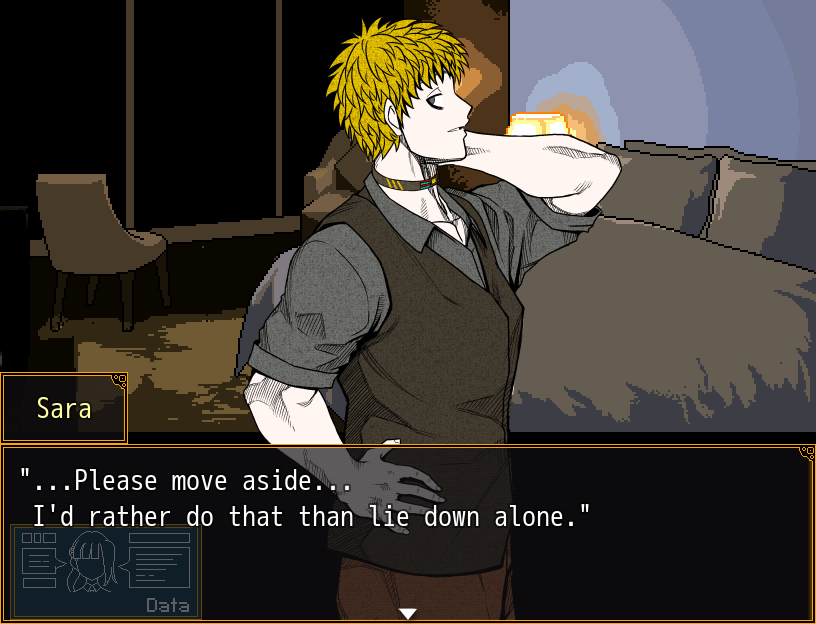 Sara
"...Please move aside...
I'd rather do that than lie down alone."
Data